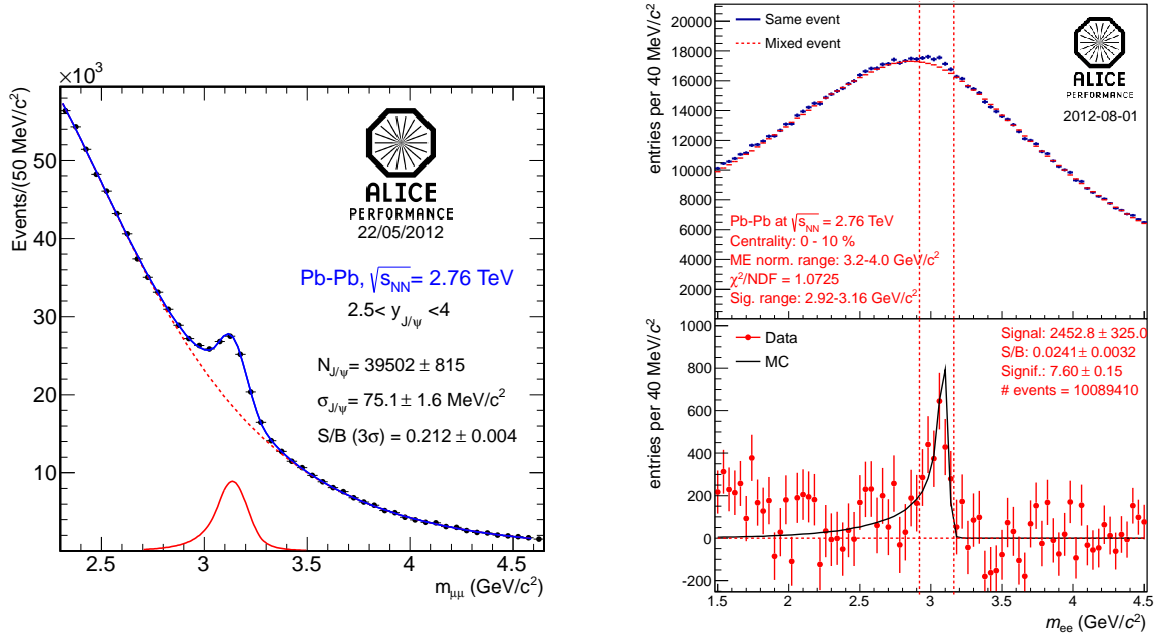 ×10³
Events/(50 MeV/c²)
50
40
30
20
10
ALICE
PERFORMANCE
22/05/2012
Pb-Pb, √s_NN = 2.76 TeV
2.5< y_J/ψ <4
N_J/ψ = 39502 ± 815
σ_J/ψ = 75.1 ± 1.6 MeV/c²
S/B (3σ) = 0.212 ± 0.004
2.5 3 3.5 4 4.5
m_μμ (GeV/c²)
entries per 40 MeV/c²
20000
18000
16000
14000
12000
10000
8000
6000
4000
2000
Same event
Mixed event
ALICE
PERFORMANCE
2012-08-01
Pb-Pb at √s_NN = 2.76 TeV
Centrality: 0 - 10 %
ME norm. range: 3.2-4.0 GeV/c²
χ²/NDF = 1.0725
Sig. range: 2.92-3.16 GeV/c²
entries per 40 MeV/c²
1000
800
600
400
200
0
-200
Data
MC
Signal: 2452.8 ± 325.0
S/B: 0.0241 ± 0.0032
Signif.: 7.60 ± 0.15
# events = 10089410
1.5 2 2.5 3 3.5 4 4.5
m_ee (GeV/c²)